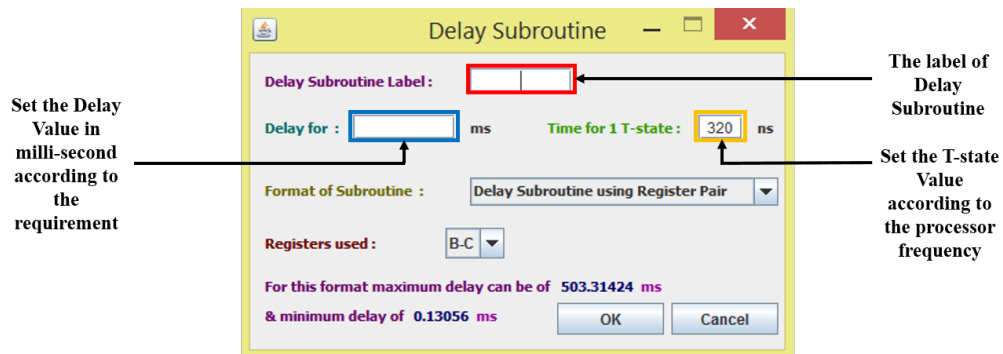 Delay Subroutine
Delay Subroutine Label :
Delay for :
ms
Time for 1 T-state :
320
ns
Format of Subroutine :
Delay Subroutine using Register Pair
Registers used :
B-C
For this format maximum delay can be of 503.31424 ms
& minimum delay of 0.13056 ms
OK
Cancel
Set the Delay
Value in
milli-second
according to
the
requirement
The label of
Delay
Subroutine
Set the T-state
Value
according to
the processor
frequency